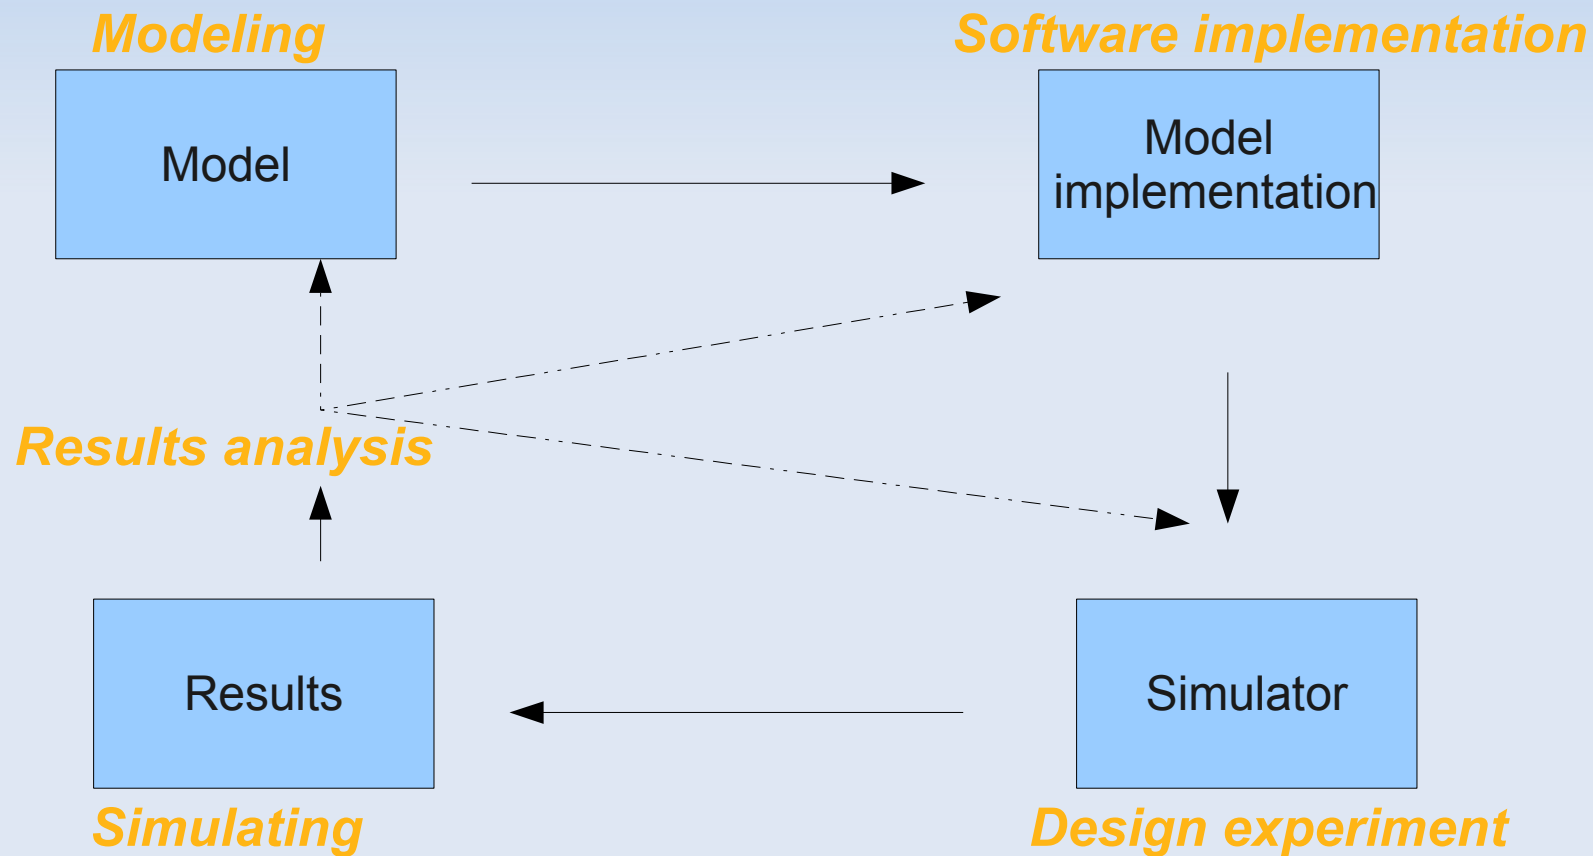 Modeling
Software implementation
Model
Model
implementation
Results analysis
Results
Simulator
Simulating
Design experiment